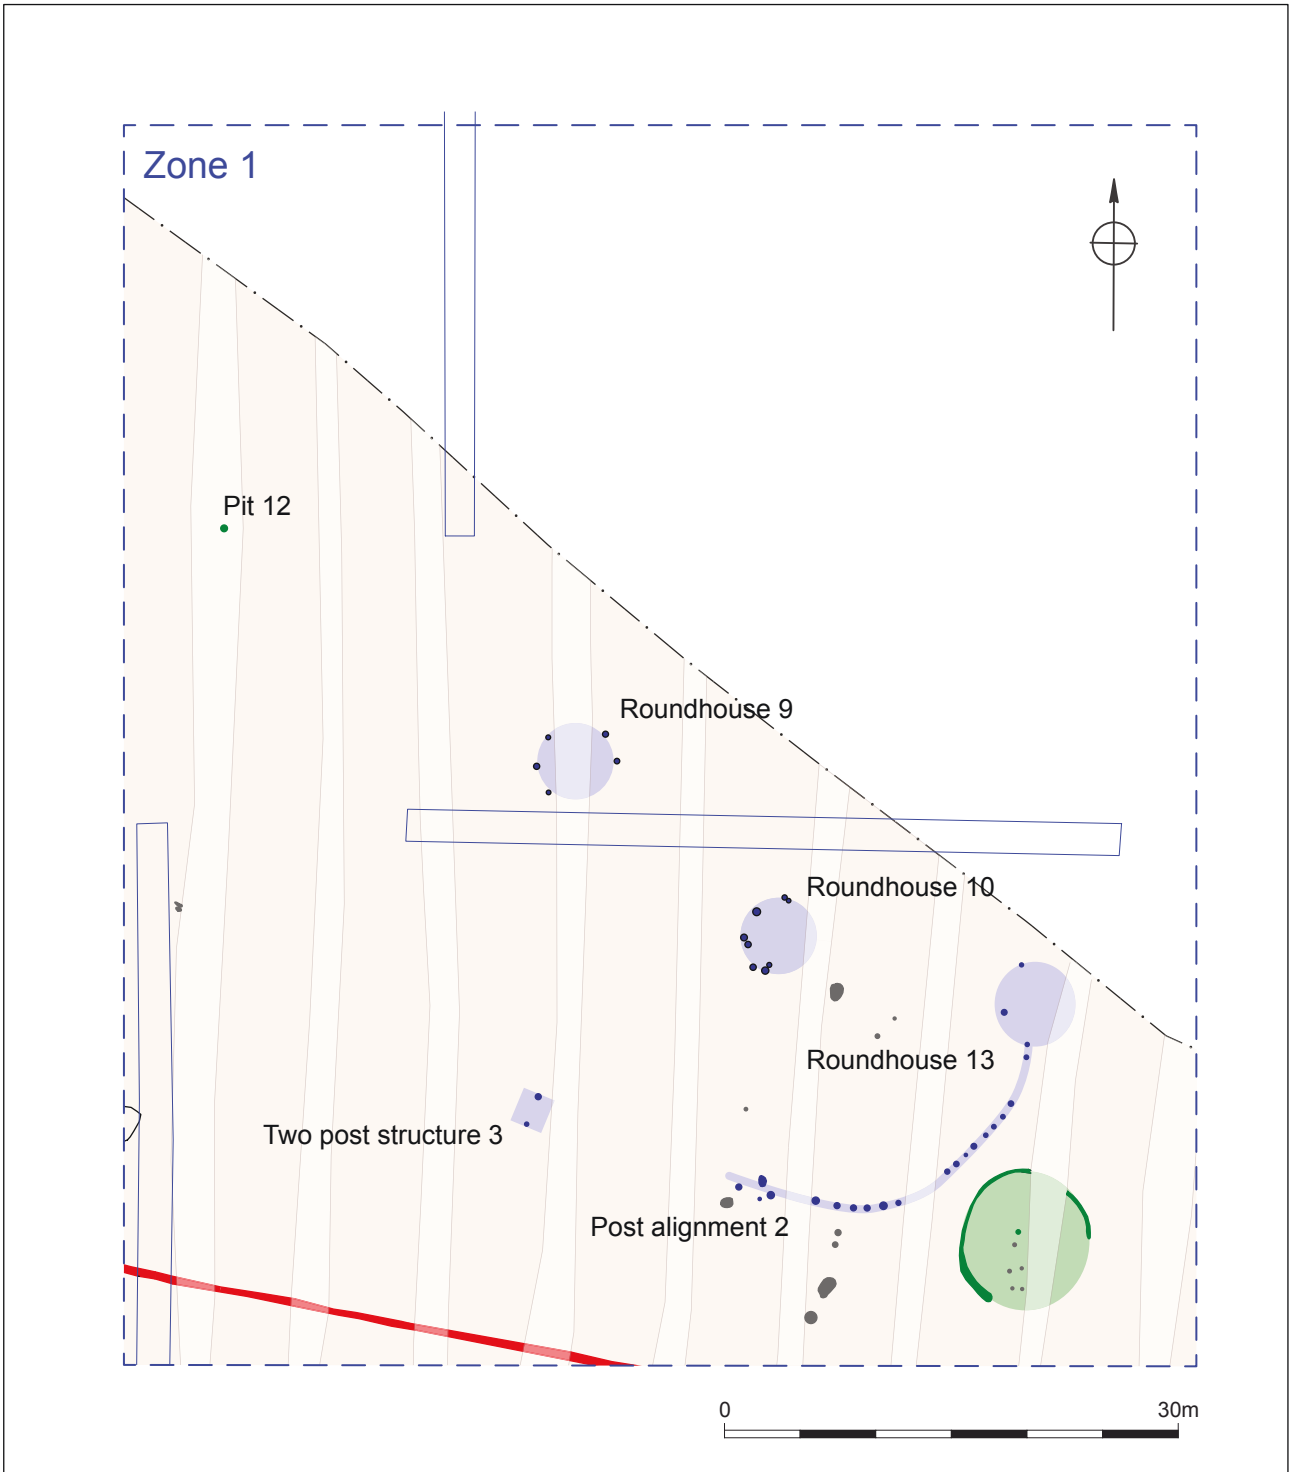 Zone 1
Pit 12
Roundhouse 9
Roundhouse 10
Roundhouse 13
Two post structure 3
Post alignment 2
0 30m